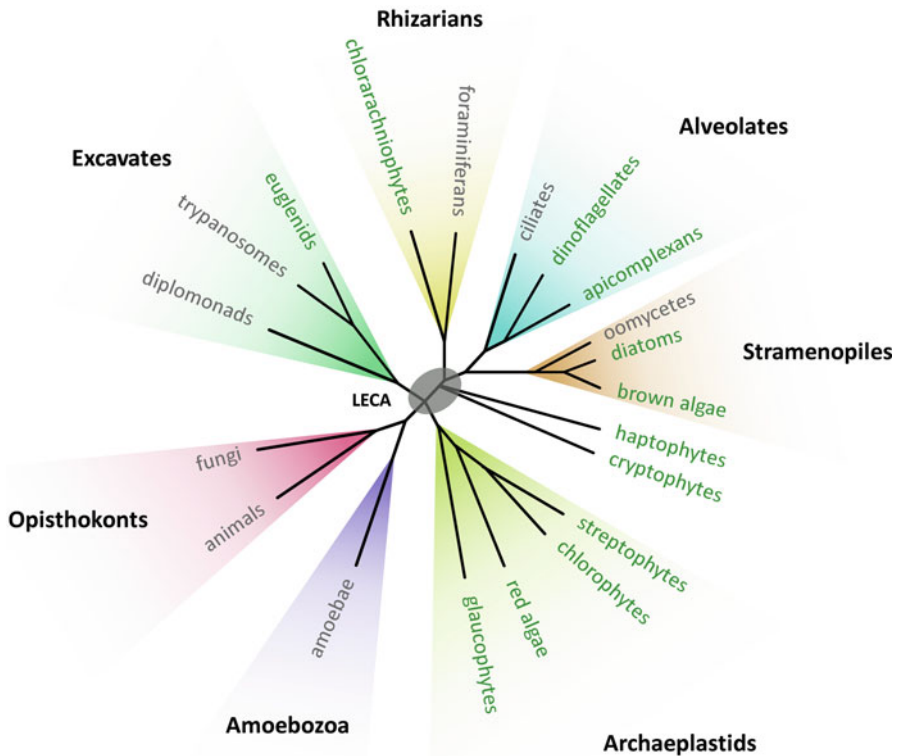 Rhizarians
chlorarachniophytes
foraminiferans
Alveolates
ciliates
dinoflagellates
apicomplexans
Excavates
euglenids
trypanosomes
diplomonads
Stramenopiles
oomycetes
diatoms
brown algae
LECA
haptophytes
cryptophytes
Opisthokonts
fungi
animals
Amoebozoa
amoebae
Archaeplastids
streptophytes
chlorophytes
red algae
glaucophytes